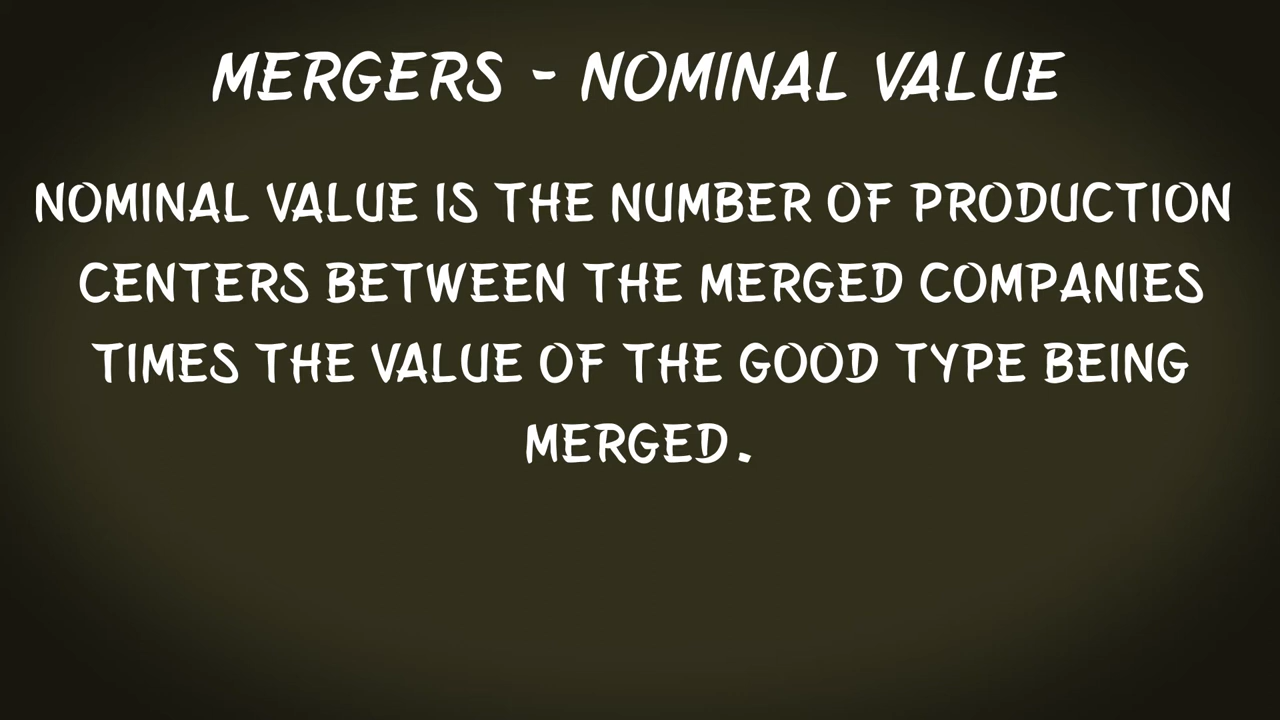 MERGERS - NOMINAL VALUE
NOMINAL VALUE IS THE NUMBER OF PRODUCTION
CENTERS BETWEEN THE MERGED COMPANIES
TIMES THE VALUE OF THE GOOD TYPE BEING
MERGED.